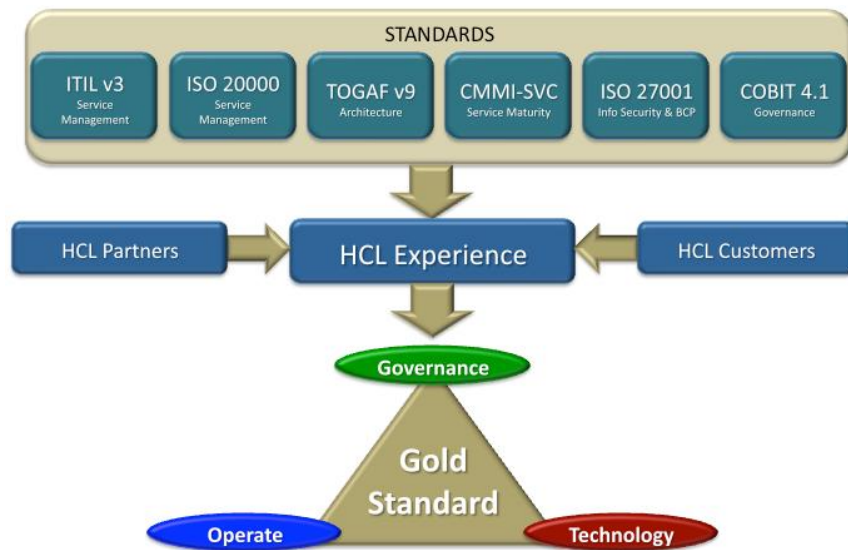 STANDARDS
ITIL v3
Service
Management
ISO 20000
Service
Management
TOGAF v9
Architecture
CMMI-SVC
Service Maturity
ISO 27001
Info Security & BCP
COBIT 4.1
Governance
HCL Partners
HCL Experience
HCL Customers
Governance
Gold
Standard
Operate
Technology